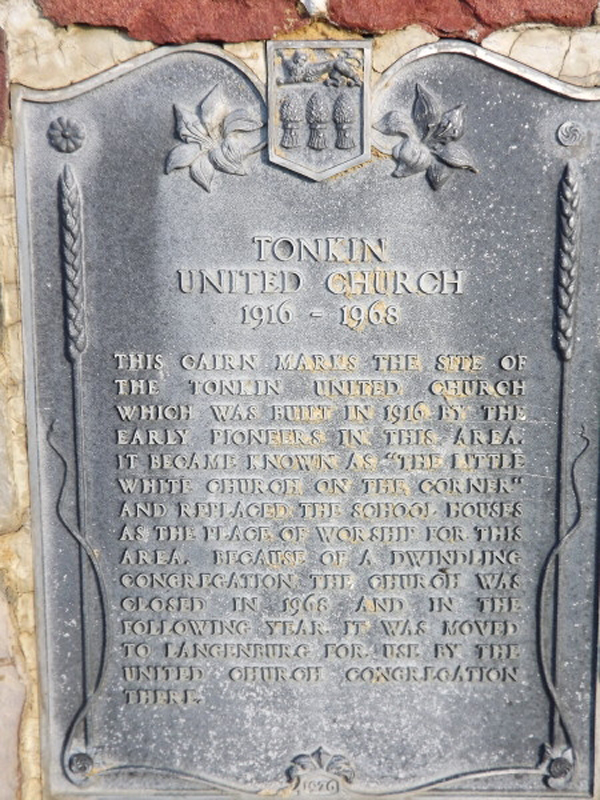 TONKIN
UNITED CHURCH
1916 - 1968
THIS CAIRN MARKS THE SITE OF
THE TONKIN UNITED CHURCH
WHICH WAS BUILT IN 1916 BY THE
EARLY PIONEERS IN THIS AREA.
IT BECAME KNOWN AS "THE LITTLE
WHITE CHURCH ON THE CORNER"
AND REPLACED THE SCHOOL HOUSES
AS THE PLACE OF WORSHIP FOR THIS
AREA. BECAUSE OF A DWINDLING
CONGREGATION THE CHURCH WAS
CLOSED IN 1968 AND IN THE
FOLLOWING YEAR IT WAS MOVED
TO LANGENBURG FOR USE BY THE
UNITED CHURCH CONGREGATION
THERE.